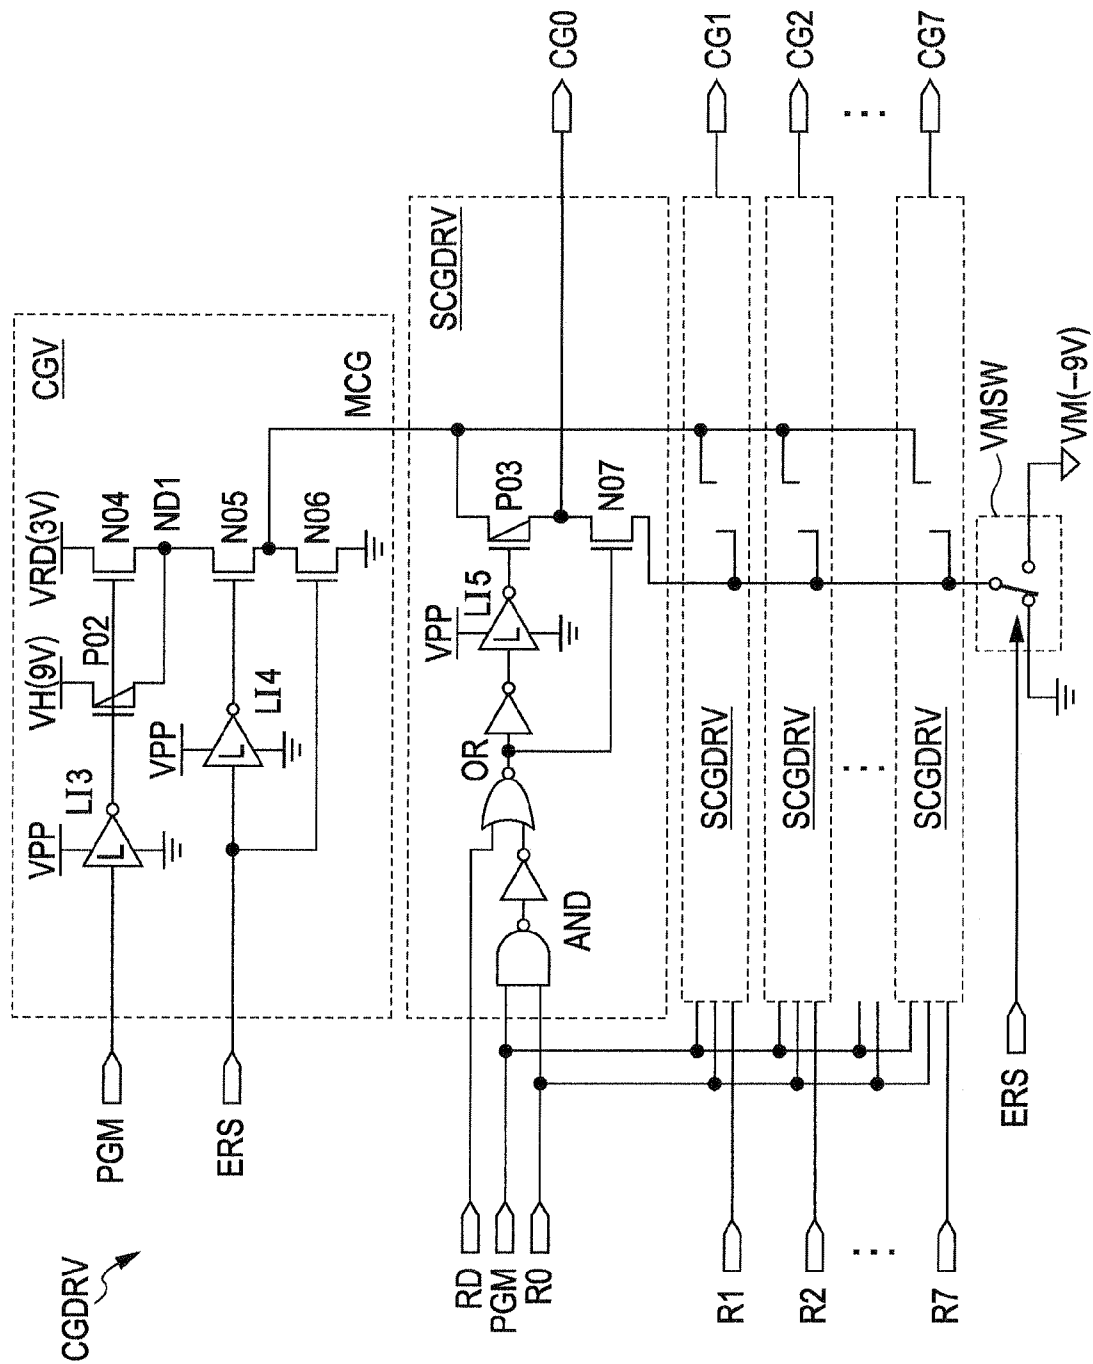 CGDRV
CGV
VRD(3V)
VH(9V)
VPP
LI3
P02
N04
ND1
VPP
LI4
N05
N06
MCG
PGM
ERS
SCGDRV
VPP
LI5
P03
N07
OR
AND
RD
PGM
R0
CG0
SCGDRV
R1
CG1
SCGDRV
R2
CG2
...
...
...
SCGDRV
R7
CG7
VMSW
VM(−9V)
ERS
L
L
L